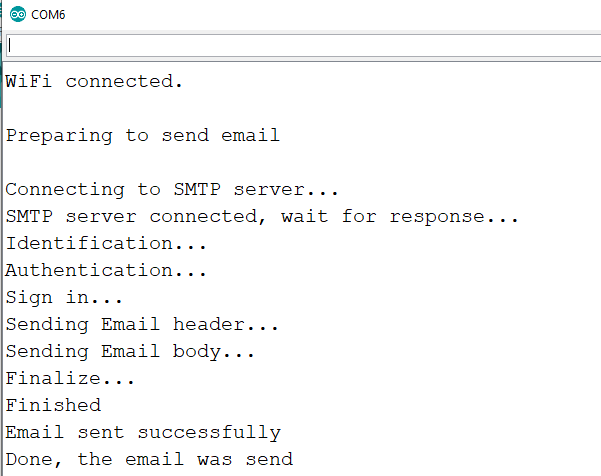 COM6
WiFi connected.
Preparing to send email
Connecting to SMTP server...
SMTP server connected, wait for response...
Identification...
Authentication...
Sign in...
Sending Email header...
Sending Email body...
Finalize...
Finished
Email sent successfully
Done, the email was send